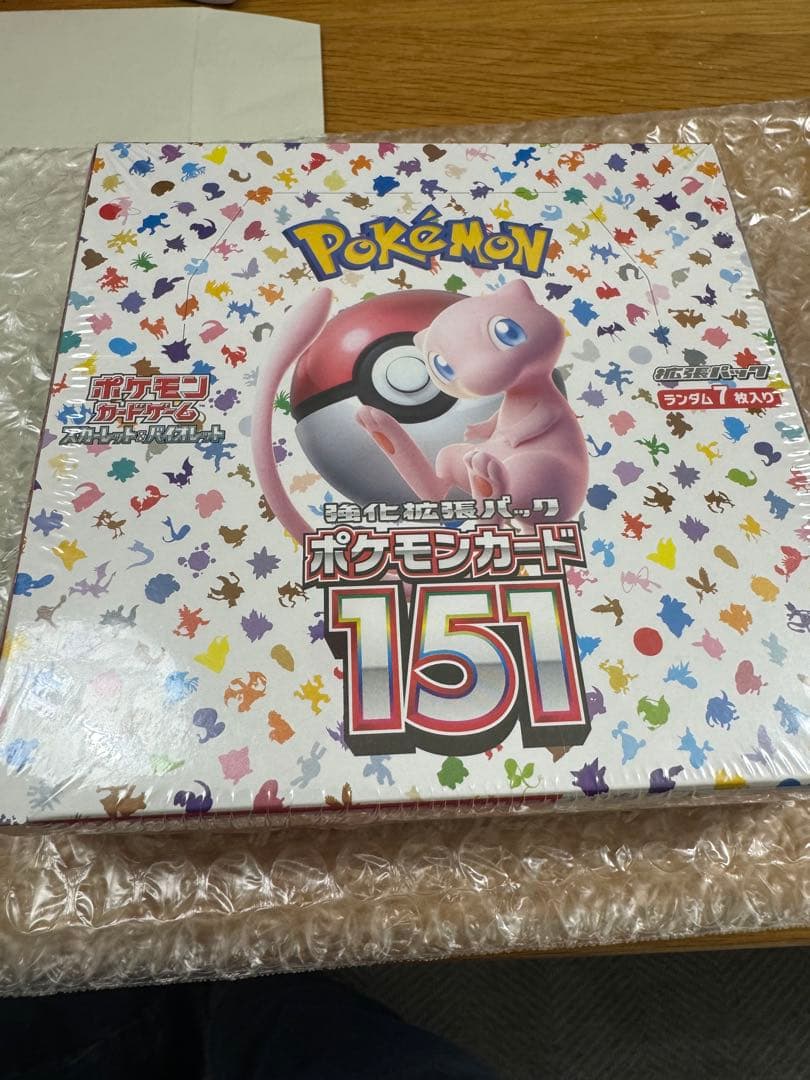 POKéMON
ポケモン
カードゲーム
スカーレット&バイオレット
拡張パック
ランダム7枚入り
強化拡張パック
ポケモンカード
151